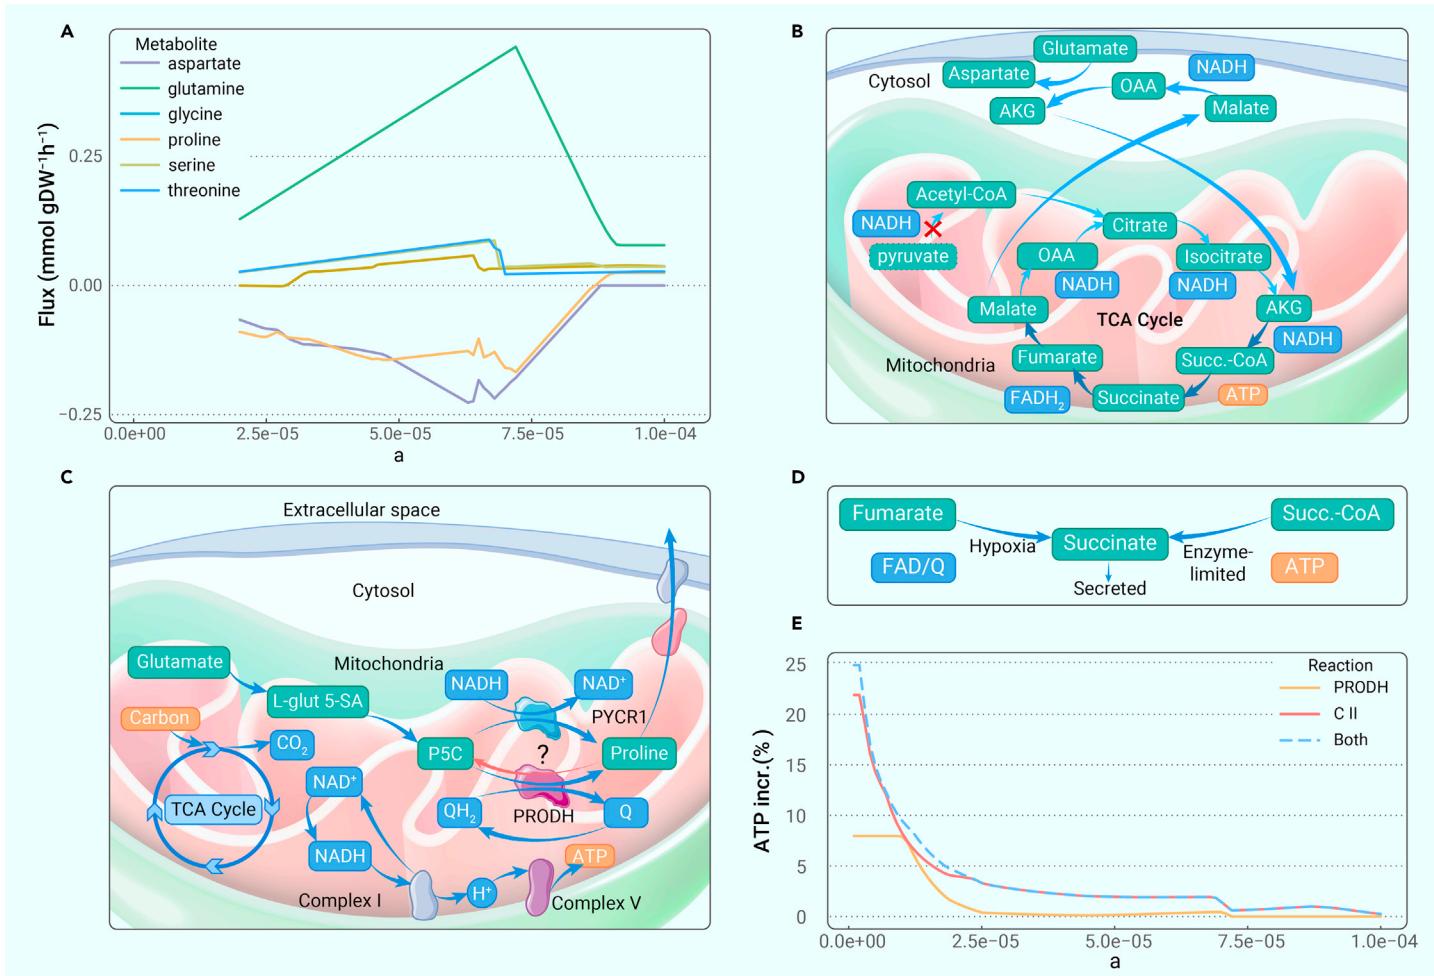 A
Metabolite
aspartate
glutamine
glycine
proline
serine
threonine
Flux (mmol gDW⁻¹h⁻¹)
0.25
0.00
−0.25
0.0e+00
2.5e−05
5.0e−05
7.5e−05
1.0e−04
a
B
Glutamate
Cytosol
Aspartate
NADH
OAA
AKG
Malate
Acetyl-CoA
NADH
pyruvate
Citrate
OAA
Isocitrate
NADH
NADH
Malate
TCA Cycle
AKG
NADH
Mitochondria
Fumarate
Succ.-CoA
FADH₂
Succinate
ATP
C
Extracellular space
Cytosol
Mitochondria
Glutamate
L-glut 5-SA
NADH
NAD⁺
PYCR1
Carbon
CO₂
P5C
?
Proline
TCA Cycle
NAD⁺
QH₂
PRODH
Q
NADH
ATP
Complex I
H⁺
Complex V
D
Fumarate
Succ.-CoA
Hypoxia
Succinate
Enzyme-
limited
FAD/Q
ATP
Secreted
E
Reaction
PRODH
C II
Both
ATP incr.(%)
25
20
15
10
5
0
0.0e+00
2.5e−05
5.0e−05
7.5e−05
1.0e−04
a